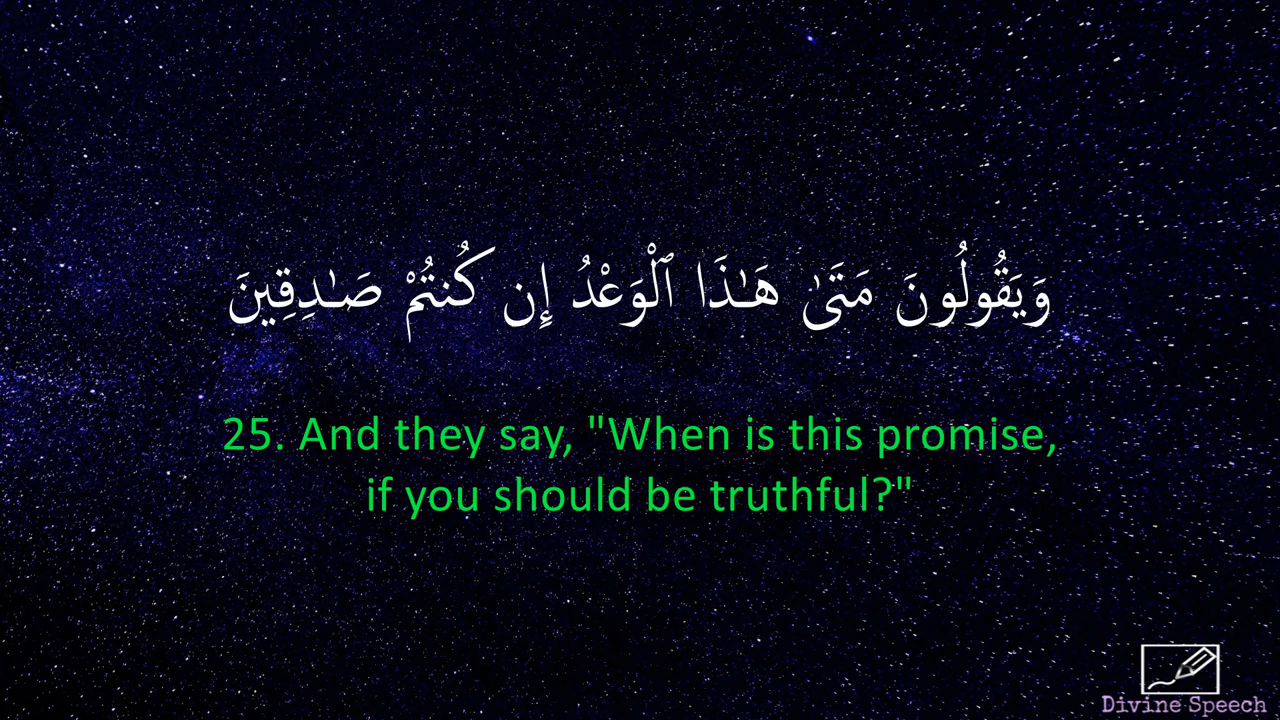 وَيَقُولُونَ مَتَىٰ هَـٰذَا ٱلْوَعْدُ إِن كُنتُمْ صَـٰدِقِينَ
25. And they say, "When is this promise,
if you should be truthful?"
Divine Speech